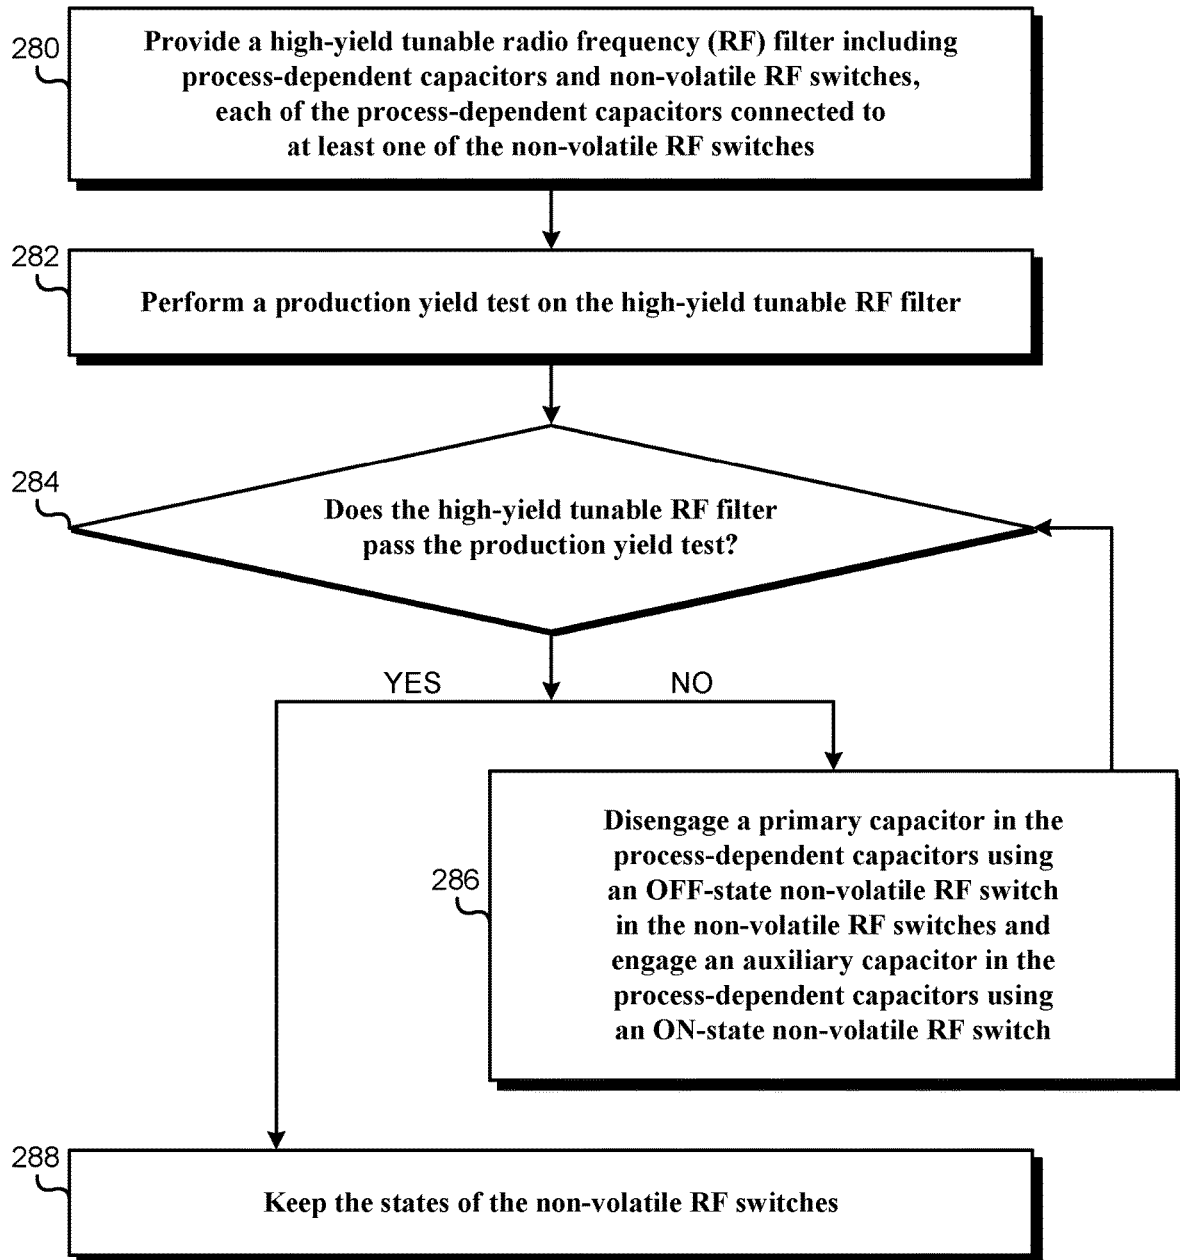 280
Provide a high-yield tunable radio frequency (RF) filter including
process-dependent capacitors and non-volatile RF switches,
each of the process-dependent capacitors connected to
at least one of the non-volatile RF switches
282
Perform a production yield test on the high-yield tunable RF filter
284
Does the high-yield tunable RF filter
pass the production yield test?
YES
NO
286
Disengage a primary capacitor in the
process-dependent capacitors using
an OFF-state non-volatile RF switch
in the non-volatile RF switches and
engage an auxiliary capacitor in the
process-dependent capacitors using
an ON-state non-volatile RF switch
288
Keep the states of the non-volatile RF switches